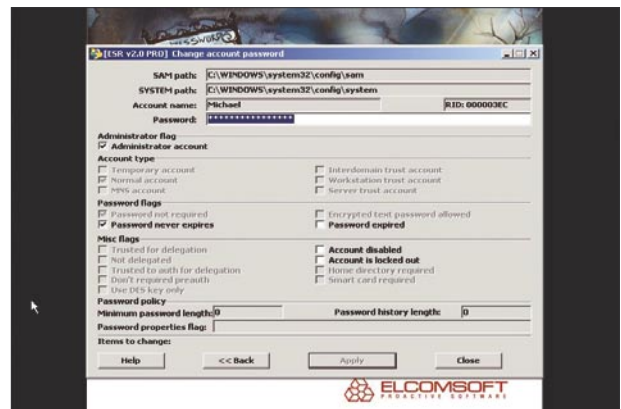 [ESR v2.0 PRO] Change account password
SAM path: C:\WINDOWS\system32\config\sam
SYSTEM path: C:\WINDOWS\system32\config\system
Account name: Michael RID: 000003EC
Password: ****************
Administrator flag
Administrator account
Account type
Temporary account Interdomain trust account
Normal account Workstation trust account
MNS account Server trust account
Password flags
Password not required Encrypted text password allowed
Password never expires Password expired
Misc flags
Trusted for delegation Account disabled
Not delegated Account is locked out
Trusted to auth for delegation Home directory required
Don't required preauth Smart card required
Use DES key only
Password policy
Minimum password length: 0 Password history length: 0
Password properties flag:
Items to change:
Help << Back Apply Close
ELCOMSOFT
PROACTIVE SOFTWARE